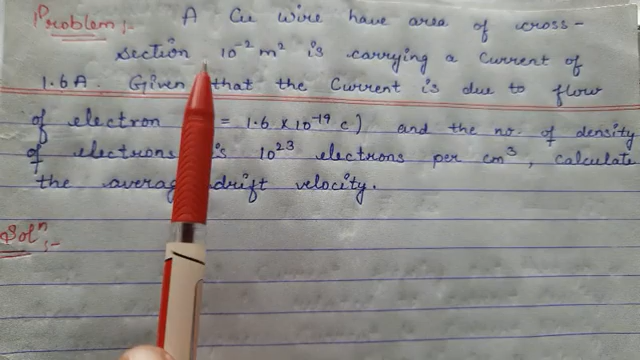 Problem:-
A Cu wire have area of cross-
section 10⁻² m² is carrying a current of
1.6 A. Given that the current is due to flow
of electron = 1.6 × 10⁻¹⁹ c) and the no. of density
of electrons is 10²³ electrons per cm³, calculate
the average drift velocity.
Solⁿ:-